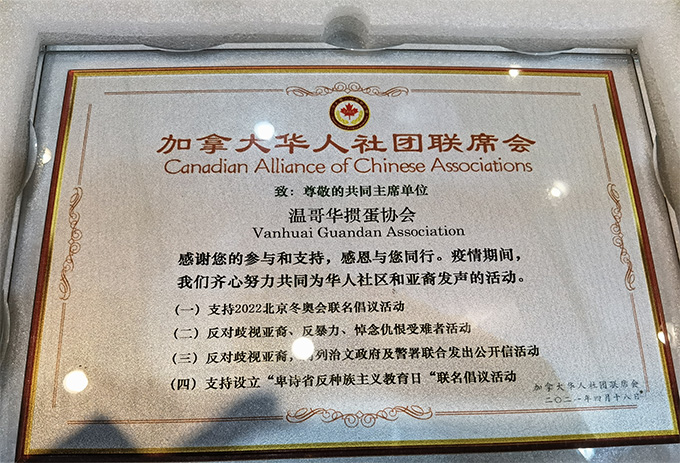 加拿大华人社团联席会
Canadian Alliance of Chinese Associations
致：尊敬的共同主席单位
温哥华掼蛋协会
Vanhuai Guandan Association
感谢您的参与和支持，感恩与您同行。疫情期间，
我们齐心努力共同为华人社区和亚裔发声的活动。
（一）支持2022北京冬奥会联名倡议活动
（二）反对歧视亚裔、反暴力、悼念仇恨受难者活动
（三）反对歧视亚裔，列治文政府及警署联合发出公开信活动
（四）支持设立“卑诗省反种族主义教育日“联名倡议活动
加拿大华人社团联席会
二〇二一年四月十八日